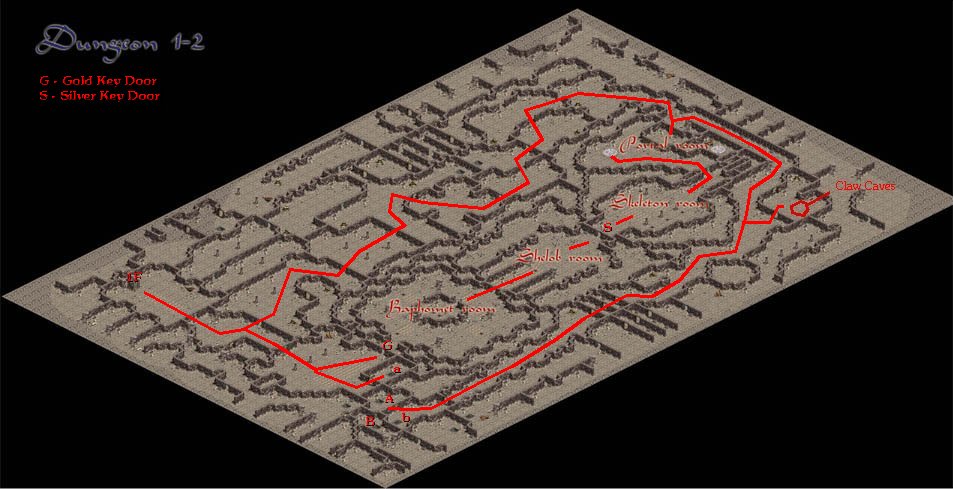 Dungeon 1-2
G - Gold Key Door
S - Silver Key Door
Portal room
Claw Caves
Skeleton room
S
Shelob room
1F
Baphomet room
G
a
A
B
b